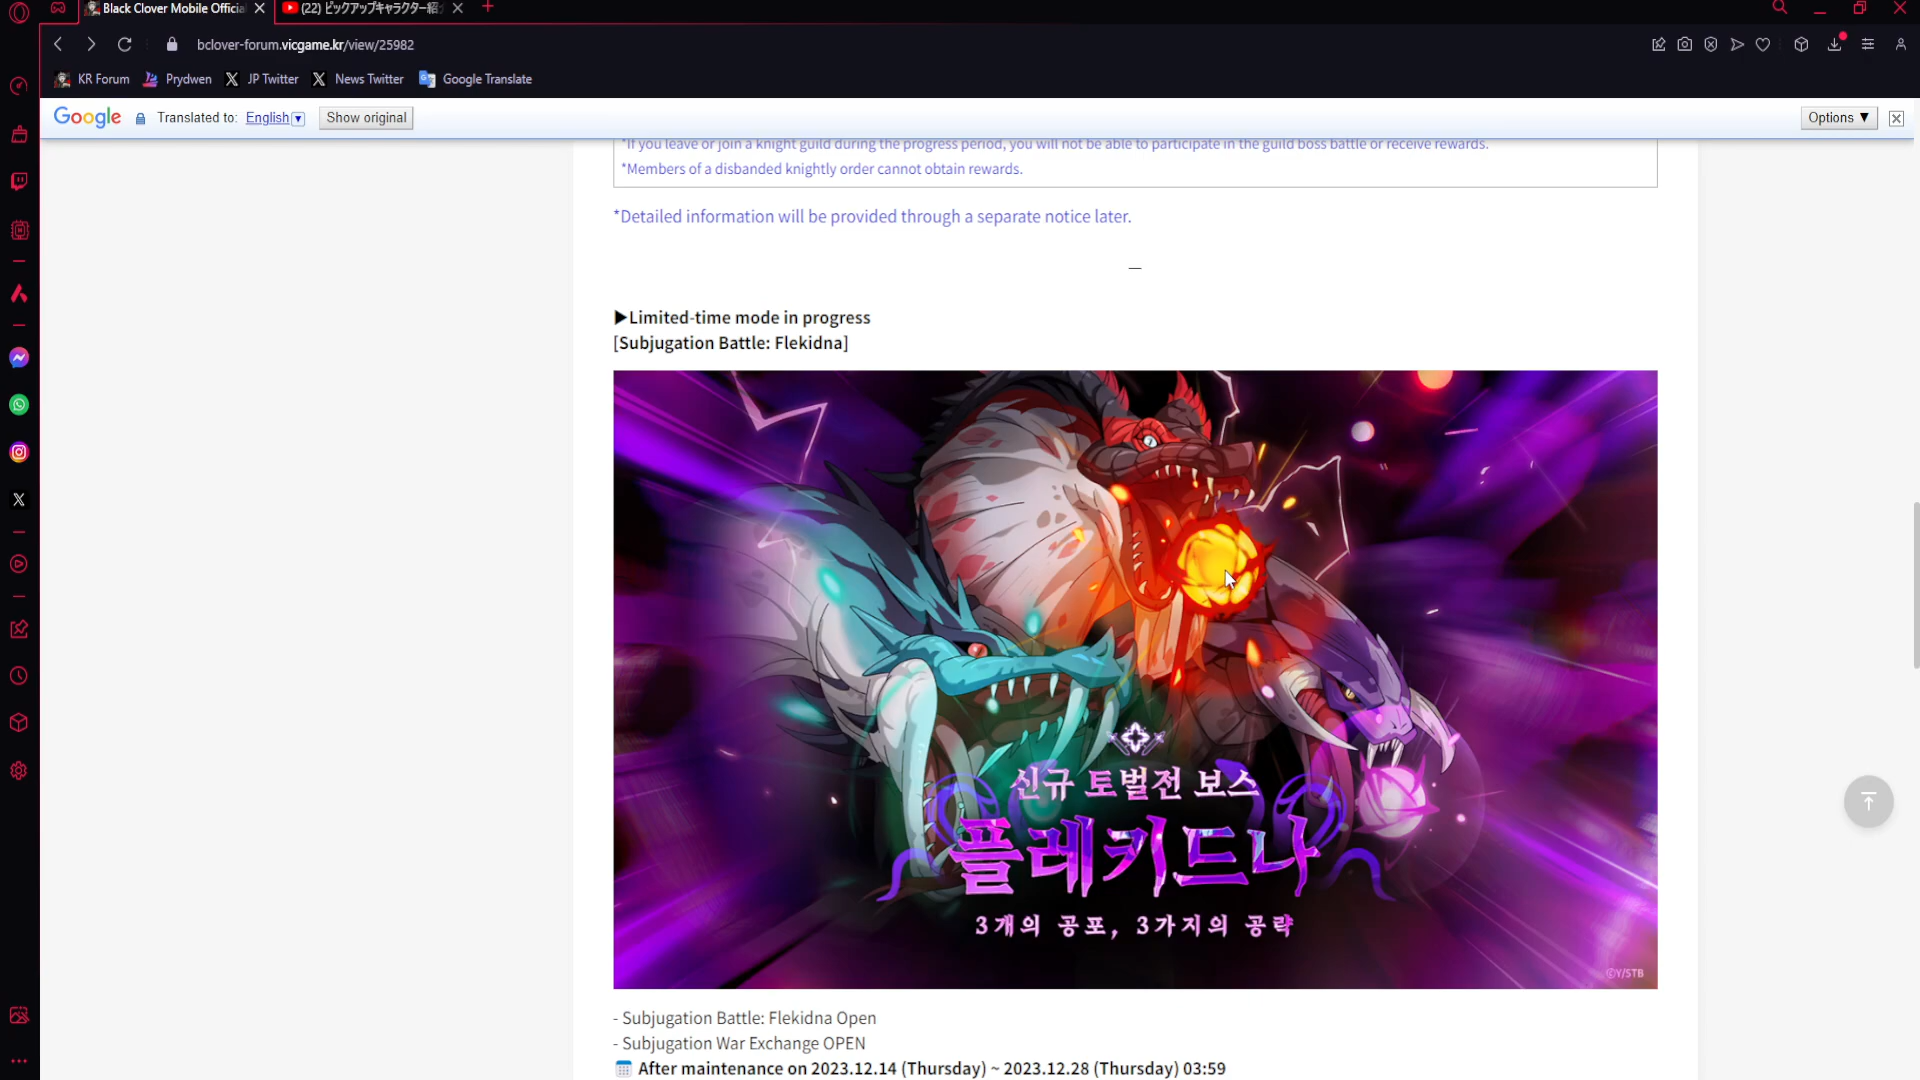 Black Clover Mobile Officia
(22) ピックアップキャラクター紹
bclover-forum.vicgame.kr/view/25982
KR Forum
Prydwen
JP Twitter
News Twitter
Google Translate
Google
Translated to:
English
Show original
Options ▼
*If you leave or join a knight guild during the progress period, you will not be able to participate in the guild boss battle or receive rewards.
*Members of a disbanded knightly order cannot obtain rewards.
*Detailed information will be provided through a separate notice later.
—
▶Limited-time mode in progress
[Subjugation Battle: Flekidna]
신규 토벌전 보스
플레키드나
3개의 공포, 3가지의 공략
©Y/STB
- Subjugation Battle: Flekidna Open
- Subjugation War Exchange OPEN
After maintenance on 2023.12.14 (Thursday) ~ 2023.12.28 (Thursday) 03:59